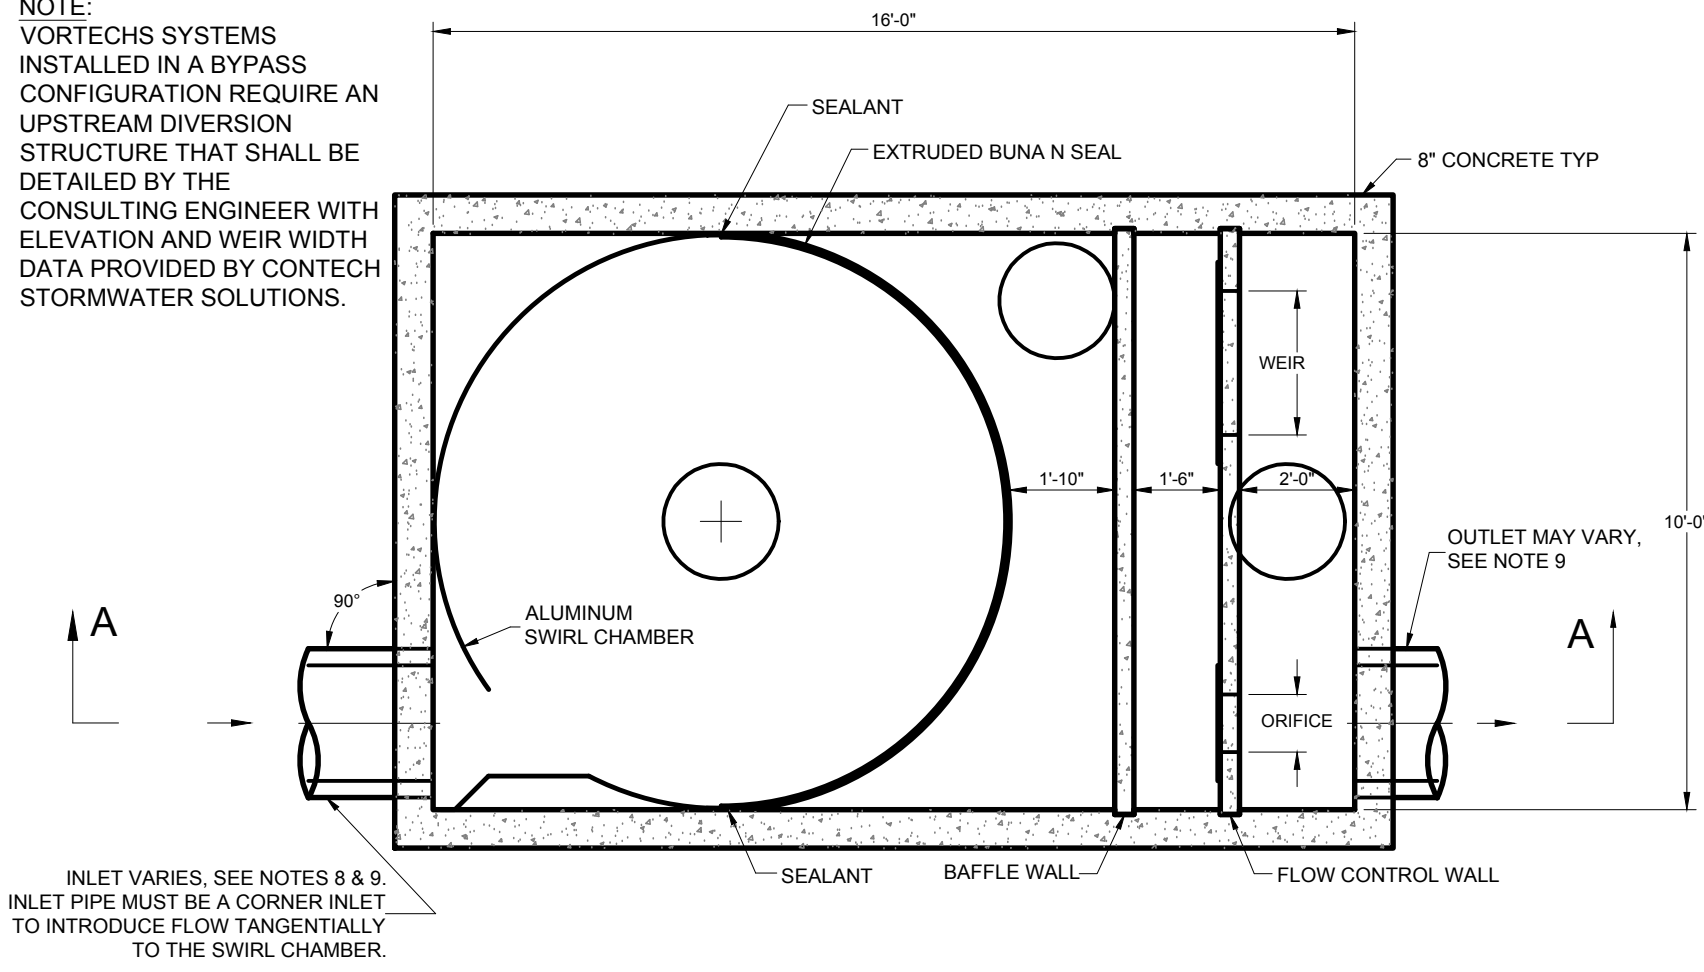 NOTE:
VORTECHS SYSTEMS
INSTALLED IN A BYPASS
CONFIGURATION REQUIRE AN
UPSTREAM DIVERSION
STRUCTURE THAT SHALL BE
DETAILED BY THE
CONSULTING ENGINEER WITH
ELEVATION AND WEIR WIDTH
DATA PROVIDED BY CONTECH
STORMWATER SOLUTIONS.
16'-0"
SEALANT
EXTRUDED BUNA N SEAL
8" CONCRETE TYP
WEIR
1'-10"
1'-6"
2'-0"
10'-0"
OUTLET MAY VARY,
SEE NOTE 9
90°
A
ALUMINUM
SWIRL CHAMBER
A
ORIFICE
INLET VARIES, SEE NOTES 8 & 9.
INLET PIPE MUST BE A CORNER INLET
TO INTRODUCE FLOW TANGENTIALLY
TO THE SWIRL CHAMBER.
SEALANT
BAFFLE WALL
FLOW CONTROL WALL